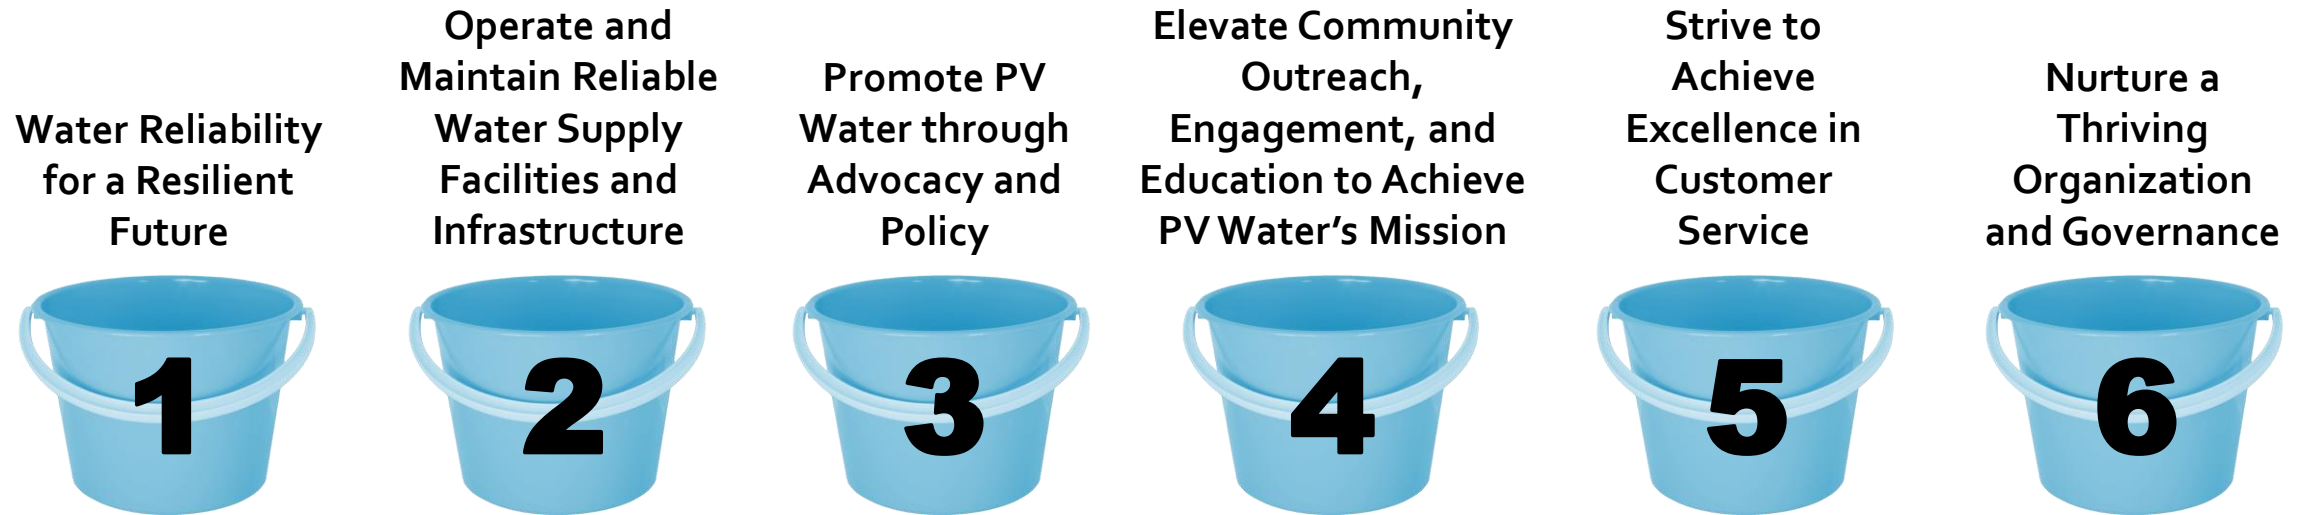 Water Reliability
for a Resilient
Future
1
Operate and
Maintain Reliable
Water Supply
Facilities and
Infrastructure
2
Promote PV
Water through
Advocacy and
Policy
3
Elevate Community
Outreach,
Engagement, and
Education to Achieve
PV Water’s Mission
4
Strive to
Achieve
Excellence in
Customer
Service
5
Nurture a
Thriving
Organization
and Governance
6